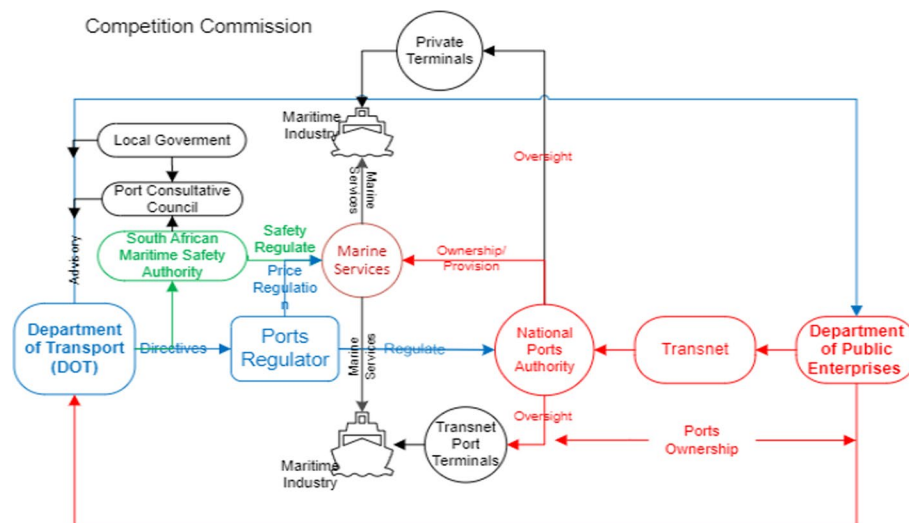 Competition Commission
Private
Terminals
Maritime
Industry
Local Goverment
Oversight
Marine
Services
Port Consultative
Council
South African
Maritime Safety
Authority
Safety
Regulate
Advisory
Marine
Services
Ownership/
Provision
Price
Regulatio
n
Department
of Transport
(DOT)
Directives
Ports
Regulator
Marine
Services
Regulate
National
Ports
Authority
Transnet
Department
of Public
Enterprises
Oversight
Transnet
Port
Terminals
Ports
Ownership
Maritime
Industry